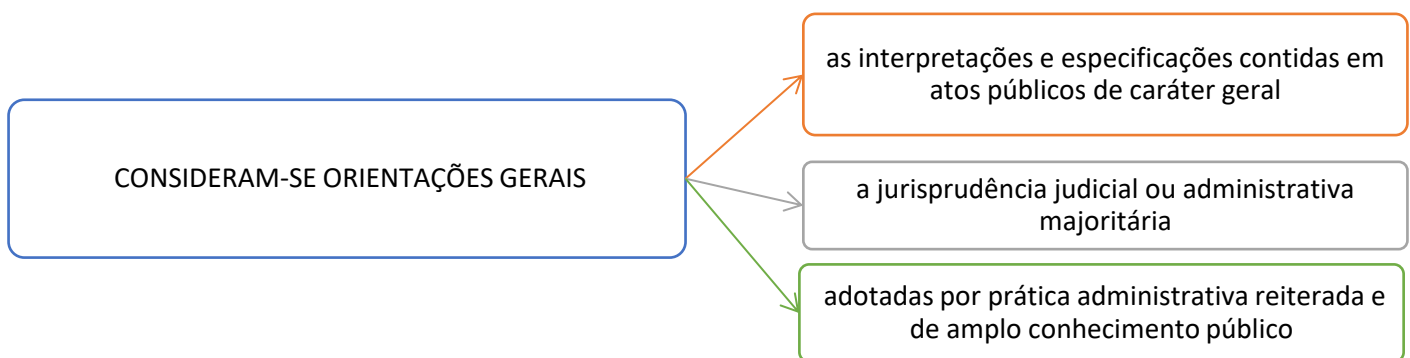 CONSIDERAM-SE ORIENTAÇÕES GERAIS
as interpretações e especificações contidas em
atos públicos de caráter geral
a jurisprudência judicial ou administrativa
majoritária
adotadas por prática administrativa reiterada e
de amplo conhecimento público